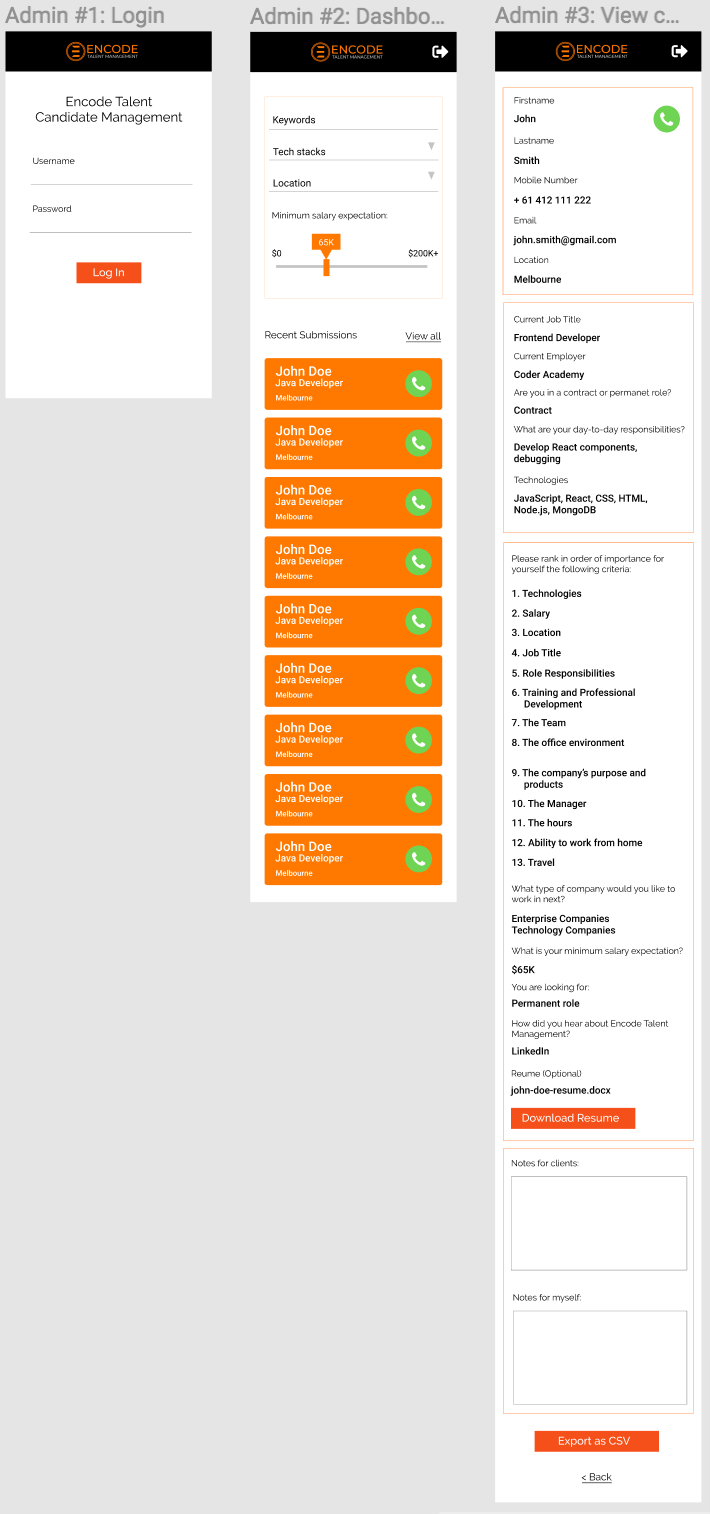 Admin #1: Login
ENCODE
TALENT MANAGEMENT
Encode Talent
Candidate Management
Username
Password
Log In
Admin #2: Dashbo...
ENCODE
TALENT MANAGEMENT
Keywords
Tech stacks
Location
Minimum salary expectation:
65K
$0
$200K+
Recent Submissions
View all
John Doe
Java Developer
Melbourne
John Doe
Java Developer
Melbourne
John Doe
Java Developer
Melbourne
John Doe
Java Developer
Melbourne
John Doe
Java Developer
Melbourne
John Doe
Java Developer
Melbourne
John Doe
Java Developer
Melbourne
John Doe
Java Developer
Melbourne
John Doe
Java Developer
Melbourne
Admin #3: View c...
ENCODE
TALENT MANAGEMENT
Firstname
John
Lastname
Smith
Mobile Number
+ 61 412 111 222
Email
john.smith@gmail.com
Location
Melbourne
Current Job Title
Frontend Developer
Current Employer
Coder Academy
Are you in a contract or permanet role?
Contract
What are your day-to-day responsibilities?
Develop React components,
debugging
Technologies
JavaScript, React, CSS, HTML,
Node.js, MongoDB
Please rank in order of importance for
yourself the following criteria:
1. Technologies
2. Salary
3. Location
4. Job Title
5. Role Responsibilities
6. Training and Professional
Development
7. The Team
8. The office environment
9. The company's purpose and
products
10. The Manager
11. The hours
12. Ability to work from home
13. Travel
What type of company would you like to
work in next?
Enterprise Companies
Technology Companies
What is your minimum salary expectation?
$65K
You are looking for:
Permanent role
How did you hear about Encode Talent
Management?
LinkedIn
Reume (Optional)
john-doe-resume.docx
Download Resume
Notes for clients:
Notes for myself:
Export as CSV
< Back